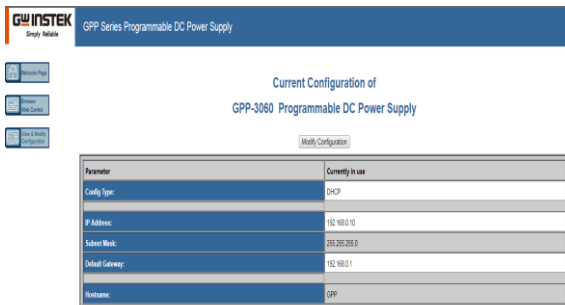 GW INSTEK
Simply Reliable
GPP Series Programmable DC Power Supply
Welcome Page
Browser
Web Control
View & Modify
Configuration
Current Configuration of
GPP-3060 Programmable DC Power Supply
Modify Configuration
Parameter Currently in use
Config Type: DHCP
IP Address: 192.168.0.10
Subnet Mask: 255.255.255.0
Default Gateway: 192.168.0.1
Hostname: GPP